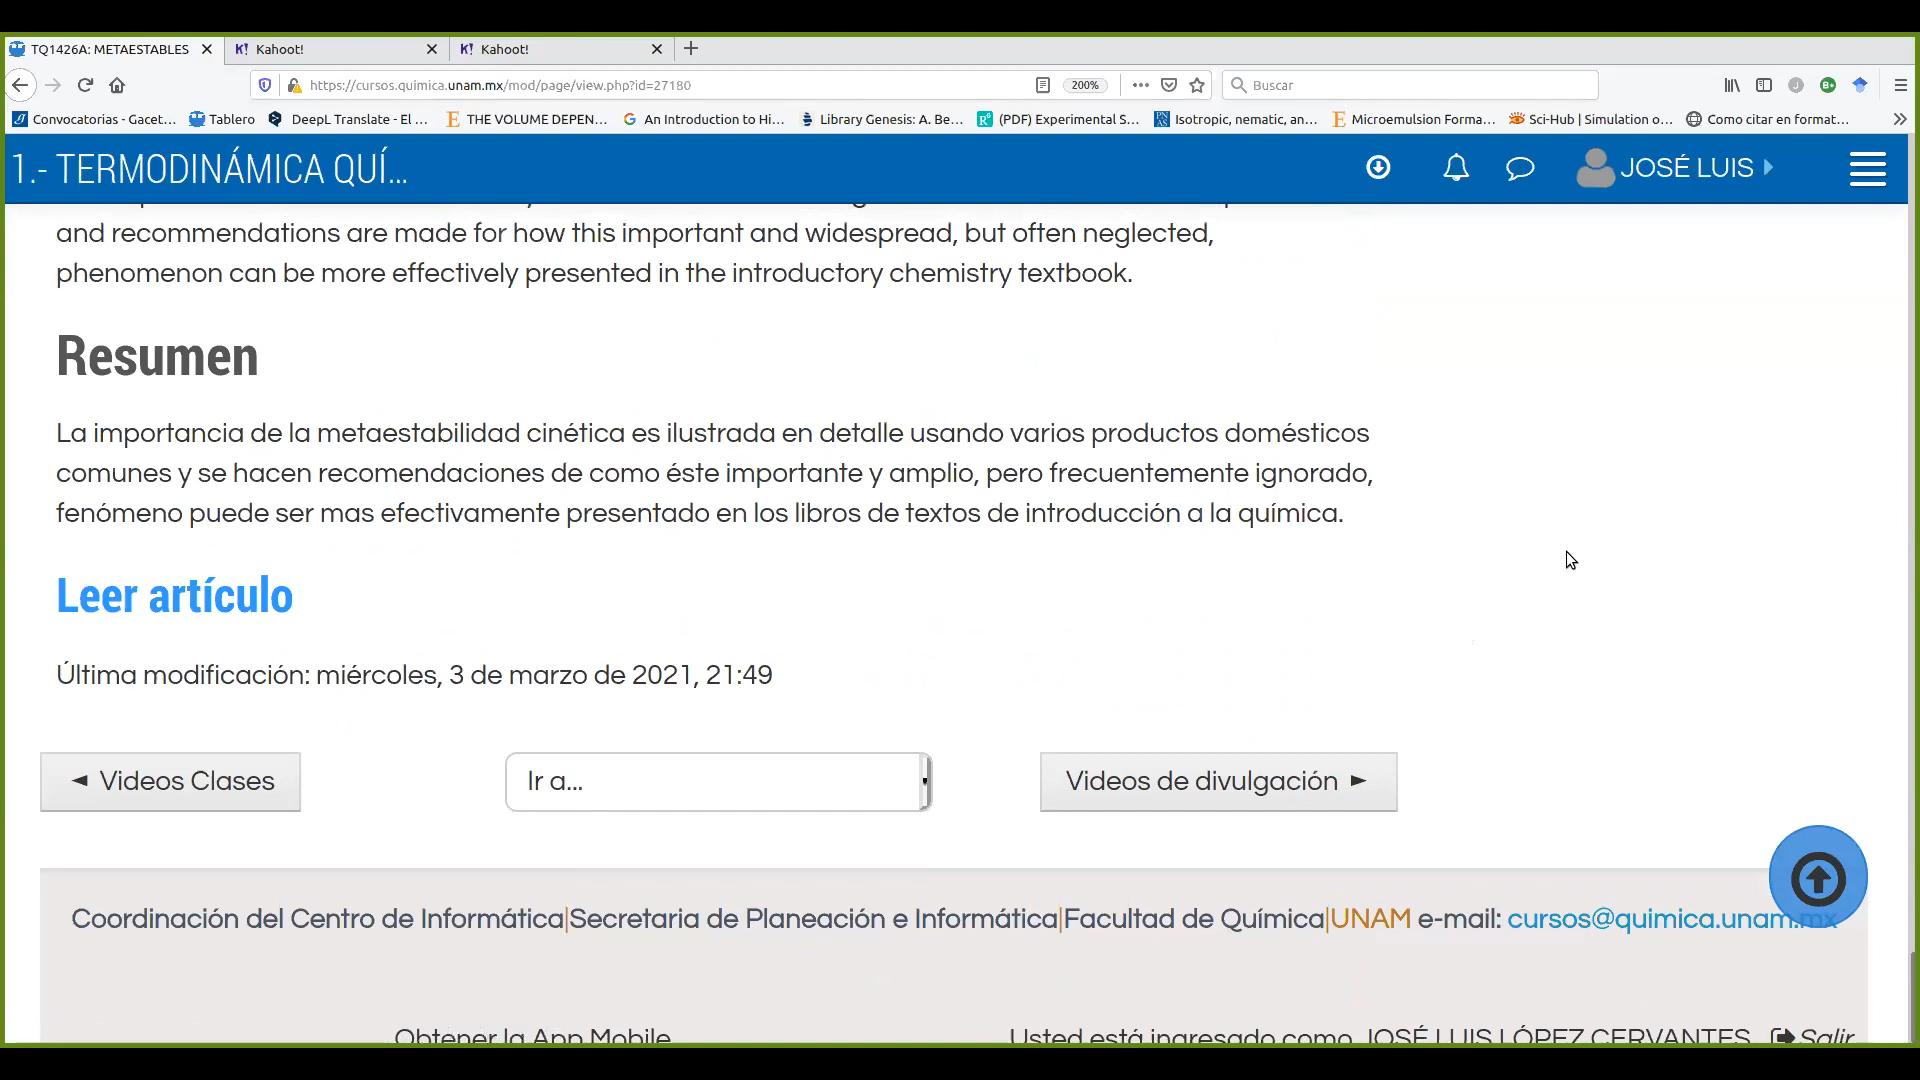 TQ1426A: METAESTABLES
Kahoot!
Kahoot!
https://cursos.quimica.unam.mx/mod/page/view.php?id=27180
200%
Buscar
Convocatorias - Gacet...
Tablero
DeepL Translate - El ...
THE VOLUME DEPEN...
An Introduction to Hi...
Library Genesis: A. Be...
(PDF) Experimental S...
Isotropic, nematic, an...
Microemulsion Forma...
Sci-Hub | Simulation o...
Como citar en format...
1.- TERMODINÁMICA QUÍ...
JOSÉ LUIS
and recommendations are made for how this important and widespread, but often neglected,
phenomenon can be more effectively presented in the introductory chemistry textbook.
Resumen
La importancia de la metaestabilidad cinética es ilustrada en detalle usando varios productos domésticos
comunes y se hacen recomendaciones de como éste importante y amplio, pero frecuentemente ignorado,
fenómeno puede ser mas efectivamente presentado en los libros de textos de introducción a la química.
Leer artículo
Última modificación: miércoles, 3 de marzo de 2021, 21:49
◄ Videos Clases
Ir a...
Videos de divulgación ►
Coordinación del Centro de Informática|Secretaria de Planeación e Informática|Facultad de Química|UNAM e-mail: cursos@quimica.unam.mx
Obtener la App Mobile
Usted está ingresado como JOSÉ LUIS LÓPEZ CERVANTES Salir